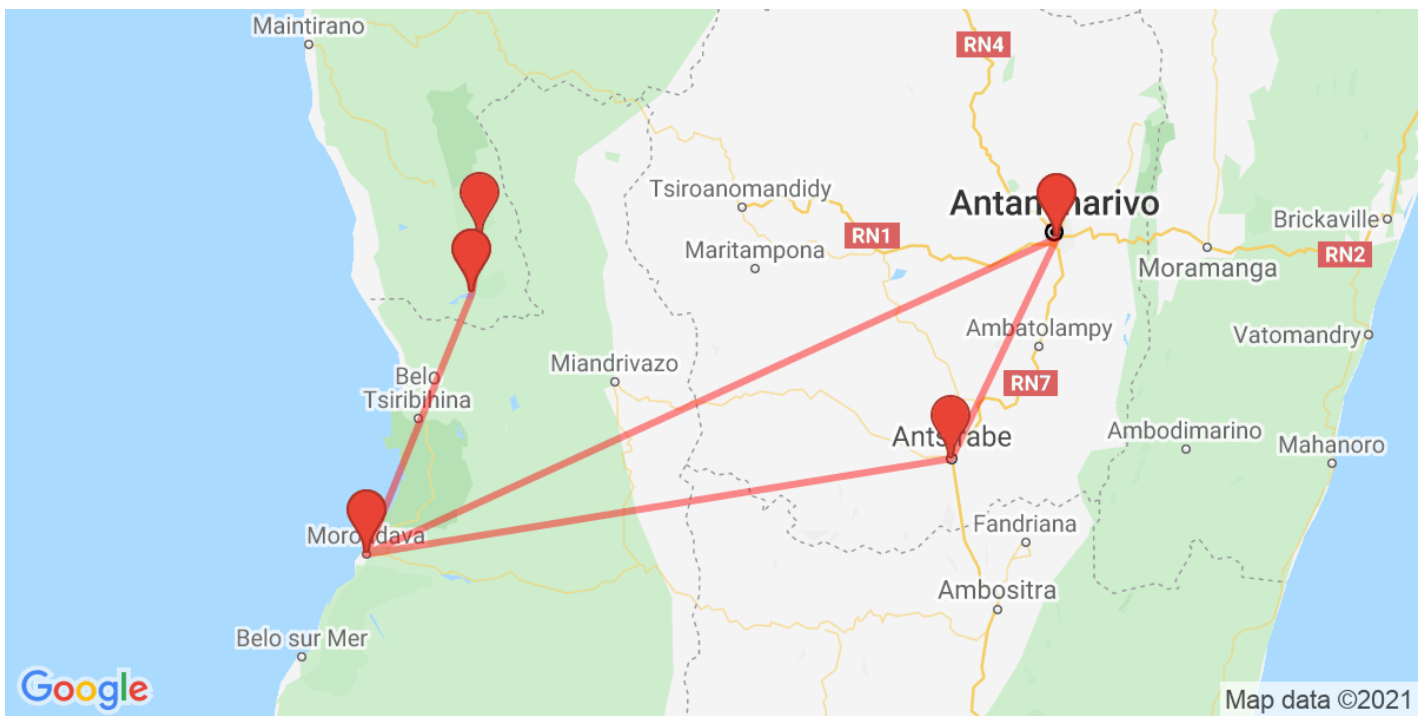 Maintirano
RN4
Tsiroanomandidy
Antananarivo
Brickaville
RN1
RN2
Maritampona
Moramanga
Ambatolampy
Vatomandry
Miandrivazo
Belo
Tsiribihina
RN7
Antsirabe
Ambodimarino
Mahanoro
Morondava
Fandriana
Ambositra
Belo sur Mer
Google
Map data ©2021